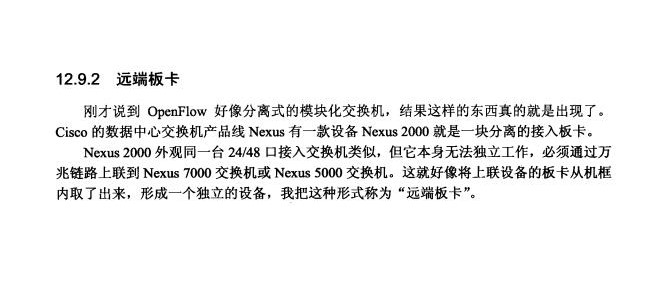 12.9.2 远端板卡
刚才说到 OpenFlow 好像分离式的模块化交换机，结果这样的东西真的就是出现了。
Cisco 的数据中心交换机产品线 Nexus 有一款设备 Nexus 2000 就是一块分离的接入板卡。
Nexus 2000 外观同一台 24/48 口接入交换机类似，但它本身无法独立工作，必须通过万
兆链路上联到 Nexus 7000 交换机或 Nexus 5000 交换机。这就好像将上联设备的板卡从机框
内取了出来，形成一个独立的设备，我把这种形式称为“远端板卡”。